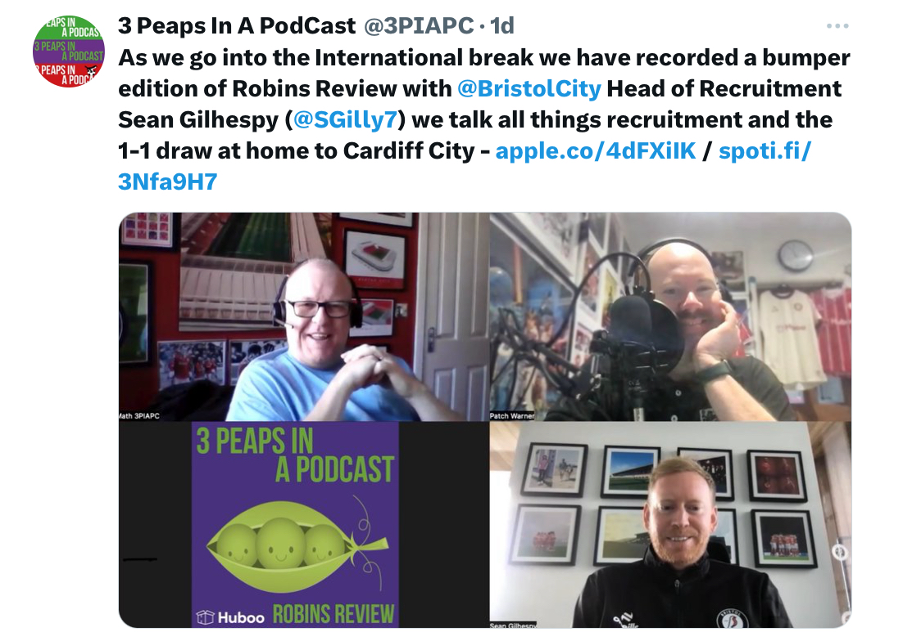 3 Peaps In A PodCast @3PIAPC · 1d
As we go into the International break we have recorded a bumper
edition of Robins Review with @BristolCity Head of Recruitment
Sean Gilhespy (@SGilly7) we talk all things recruitment and the
1-1 draw at home to Cardiff City - apple.co/4dFXiIK / spoti.fi/
3Nfa9H7
Math 3PIAPC
Patch Warner
3 PEAPS IN
A PODCAST
Huboo ROBINS REVIEW
Sean Gilhespy
BRISTOL